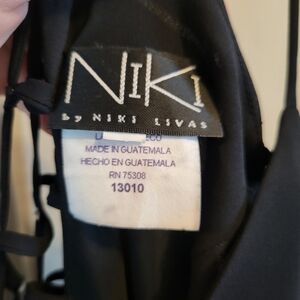 NIKi
by NIKI LIVAS
MADE IN GUATEMALA
HECHO EN GUATEMALA
RN 75308
13010